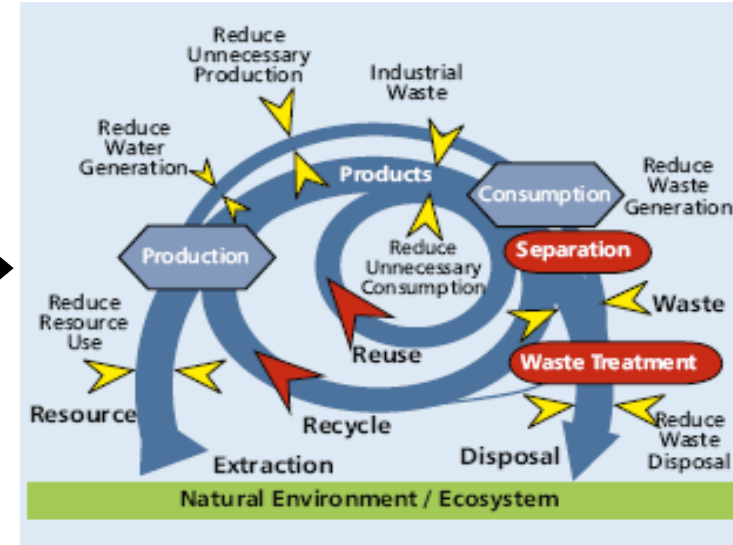 Reduce
Unnecessary
Production
Industrial
Waste
Reduce
Water
Generation
Products
Consumption
Reduce
Waste
Generation
Production
Reduce
Unnecessary
Consumption
Separation
Reduce
Resource
Use
Waste
Reuse
Waste Treatment
Resource
Recycle
Extraction
Disposal
Reduce
Waste
Disposal
Natural Environment / Ecosystem